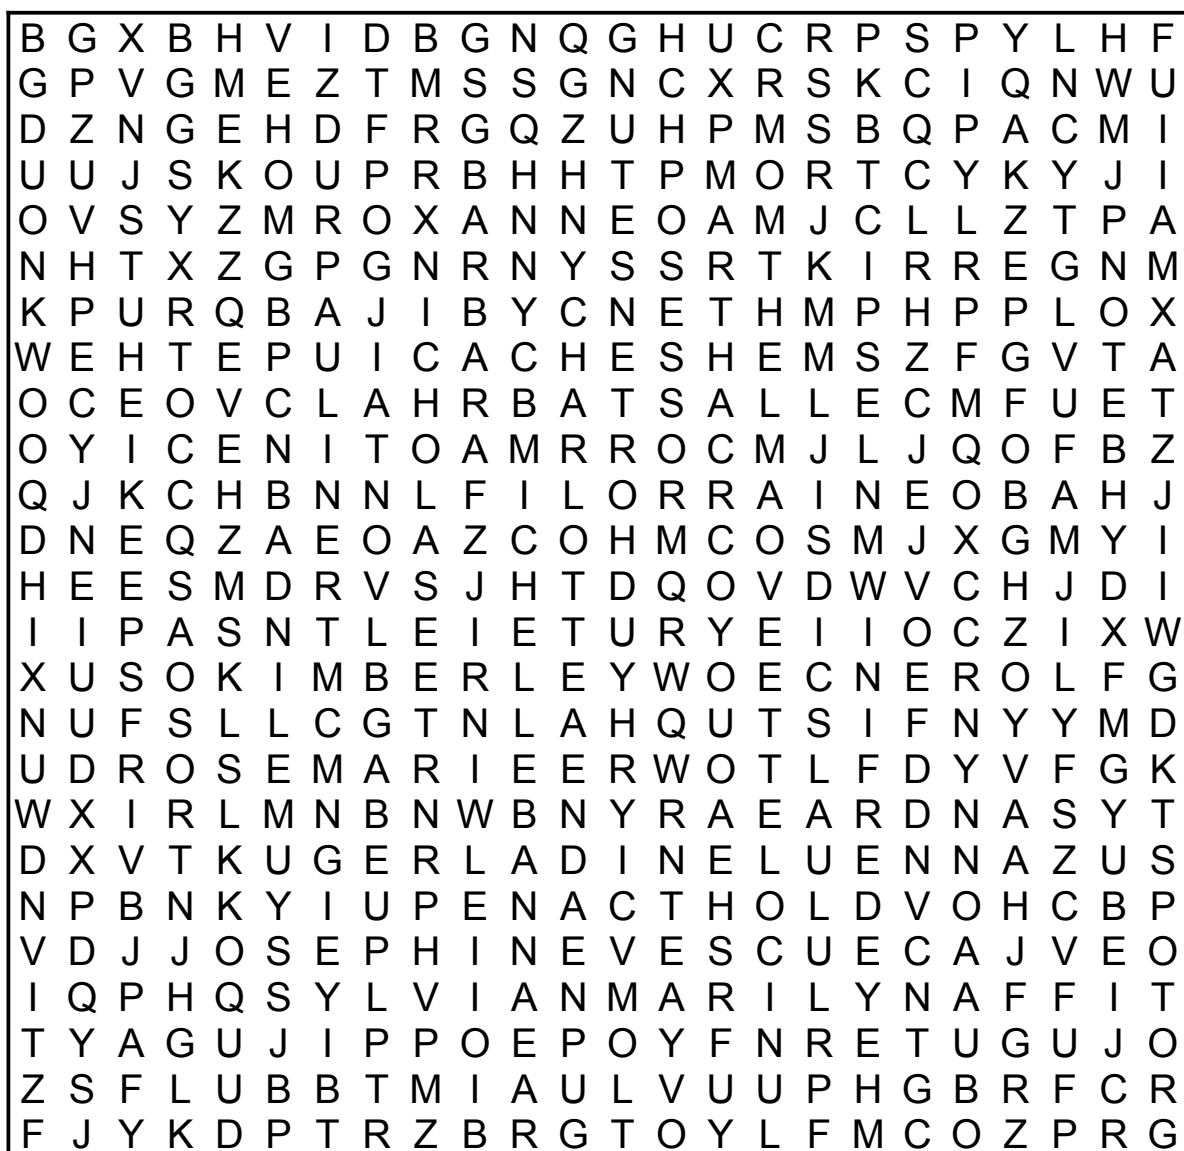 B G X B H V I D B G N Q G H U C R P S P Y L H F
G P V G M E Z T M S S G N C X R S K C I Q N W U
D Z N G E H D F R G Q Z U H P M S B Q P A C M I
U U J S K O U P R B H H T P M O R T C Y K Y J I
O V S Y Z M R O X A N N E O A M J C L L Z T P A
N H T X Z G P G N R N Y S S R T K I R R E G N M
K P U R Q B A J I B Y C N E T H M P H P P L O X
W E H T E P U I C A C H E S H E M S Z F G V T A
O C E O V C L A H R B A T S A L L E C M F U E T
O Y I C E N I T O A M R R O C M J L J Q O F B Z
Q J K C H B N N L F I L O R R A I N E O B A H J
D N E Q Z A E O A Z C O H M C O S M J X G M Y I
H E E S M D R V S J H T D Q O V D W V C H J D I
I I P A S N T L E I E T U R Y E I I O C Z I X W
X U S O K I M B E R L E Y W O E C N E R O L F G
N U F S L L C G T N L A H Q U T S I F N Y Y M D
U D R O S E M A R I E E R W O T L F D Y V F G K
W X I R L M N B N W B N Y R A E A R D N A S Y T
D X V T K U G E R L A D I N E L U E N N A Z U S
N P B N K Y I U P E N A C T H O L D V O H C B P
V D J J O S E P H I N E V E S C U E C A J V E O
I Q P H Q S Y L V I A N M A R I L Y N A F F I T
T Y A G U J I P P O E P O Y F N R E T U G U J O
Z S F L U B B T M I A U L V U U P H G B R F C R
F J Y K D P T R Z B R G T O Y L F M C O Z P R G